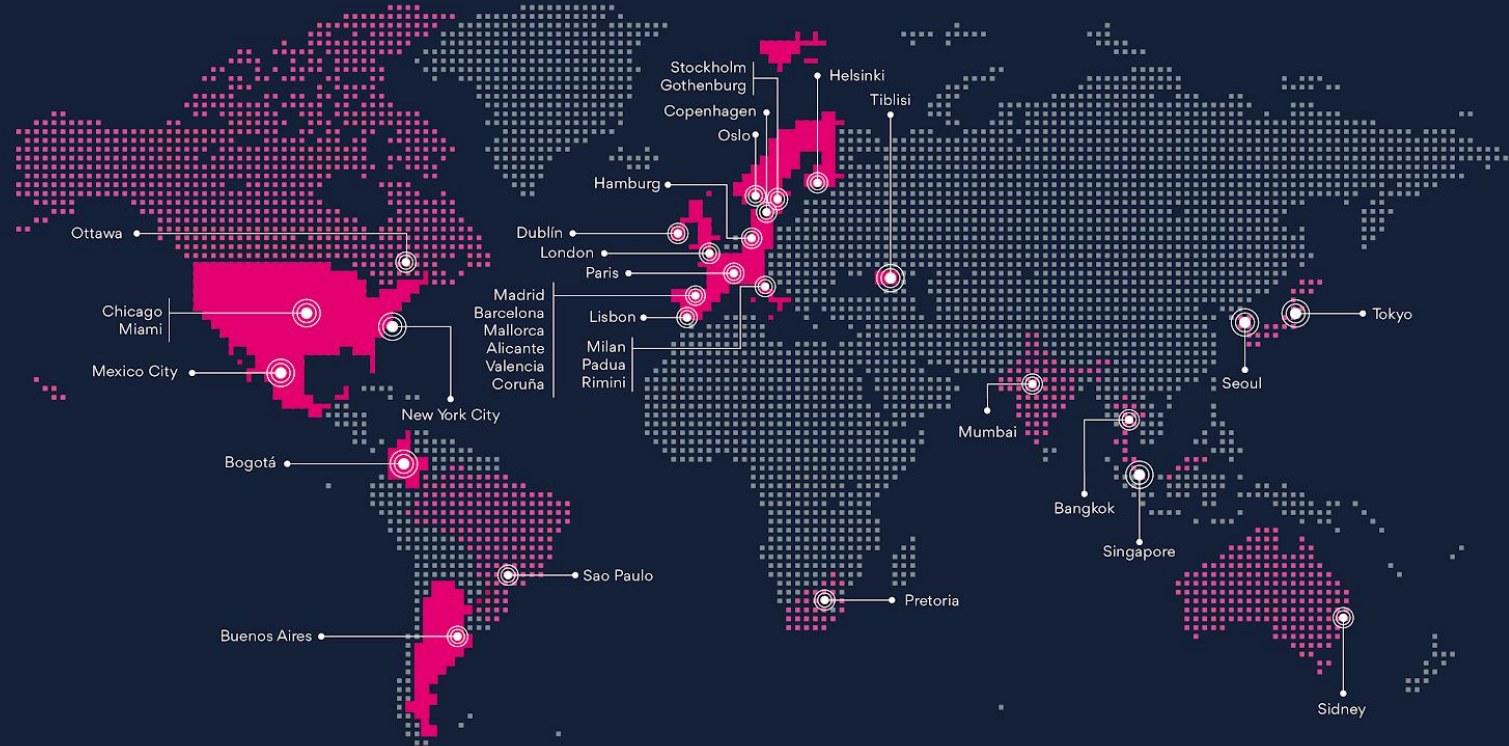 Stockholm
Gothenburg
Helsinki
Copenhagen
Tiblisi
Oslo
Hamburg
Ottawa
Dublín
London
Paris
Madrid
Barcelona
Mallorca
Alicante
Valencia
Coruña
Lisbon
Milan
Padua
Rimini
Chicago
Miami
Mexico City
New York City
Tokyo
Seoul
Mumbai
Bogotá
Bangkok
Singapore
Sao Paulo
Pretoria
Buenos Aires
Sidney